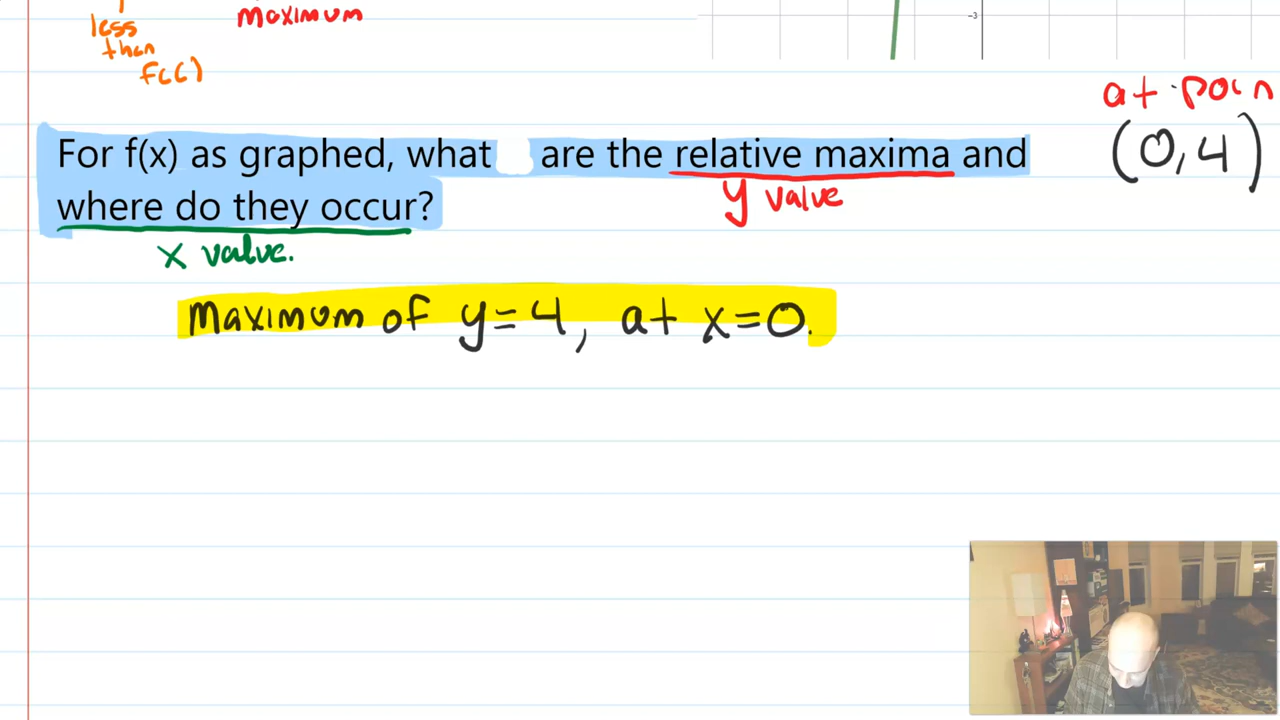 maximum
less
than
f(c)
-3
at poin
(0,4)
For f(x) as graphed, what are the relative maxima and
where do they occur?
y value
x value.
Maximum of y=4, at x=0.